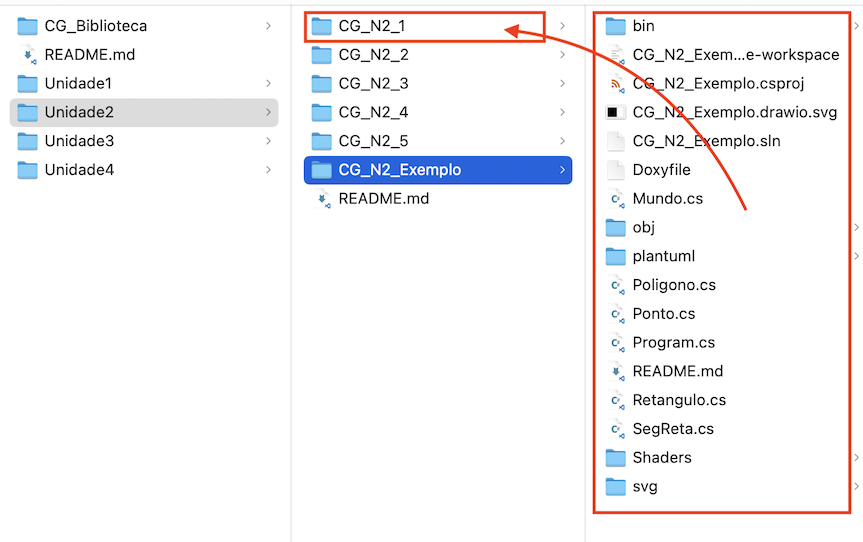 CG_Biblioteca
README.md
Unidade1
Unidade2
Unidade3
Unidade4
CG_N2_1
CG_N2_2
CG_N2_3
CG_N2_4
CG_N2_5
CG_N2_Exemplo
README.md
bin
CG_N2_Exem...e-workspace
CG_N2_Exemplo.csproj
CG_N2_Exemplo.drawio.svg
CG_N2_Exemplo.sln
Doxyfile
Mundo.cs
obj
plantuml
Poligono.cs
Ponto.cs
Program.cs
README.md
Retangulo.cs
SegReta.cs
Shaders
svg